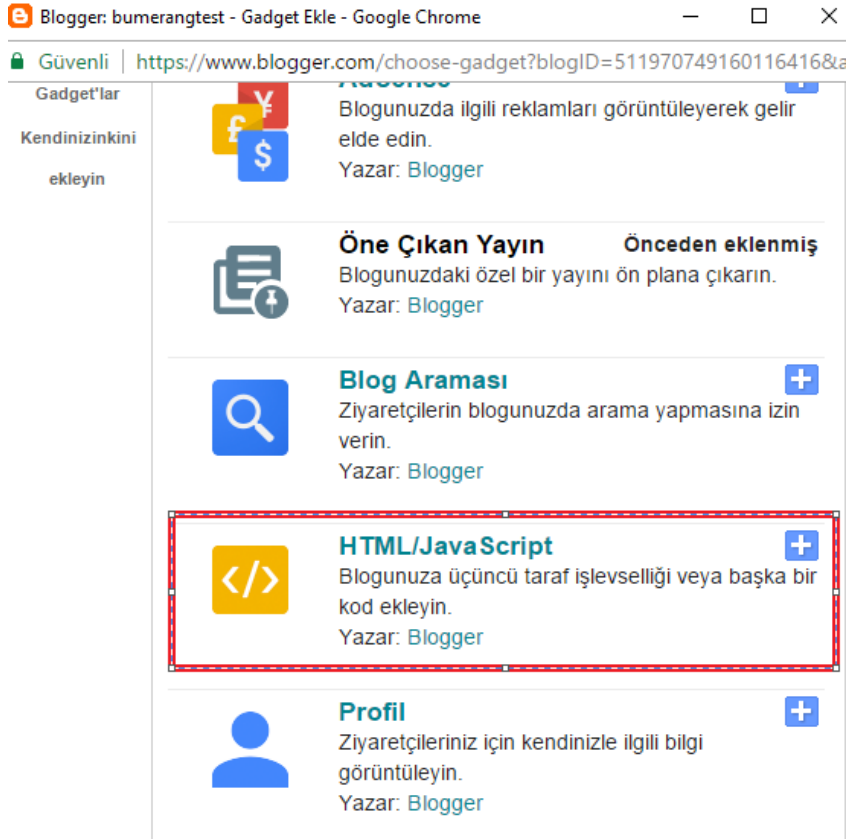 Blogger: bumerangtest - Gadget Ekle - Google Chrome
Güvenli | https://www.blogger.com/choose-gadget?blogID=511970749160116416&a
Gadget'lar
Kendinizinkini
ekleyin
AdSense
Blogunuzda ilgili reklamları görüntüleyerek gelir
elde edin.
Yazar: Blogger
Öne Çıkan Yayın Önceden eklenmiş
Blogunuzdaki özel bir yayını ön plana çıkarın.
Yazar: Blogger
Blog Araması
Ziyaretçilerin blogunuzda arama yapmasına izin
verin.
Yazar: Blogger
HTML/JavaScript
Blogunuza üçüncü taraf işlevselliği veya başka bir
kod ekleyin.
Yazar: Blogger
Profil
Ziyaretçileriniz için kendinizle ilgili bilgi
görüntüleyin.
Yazar: Blogger